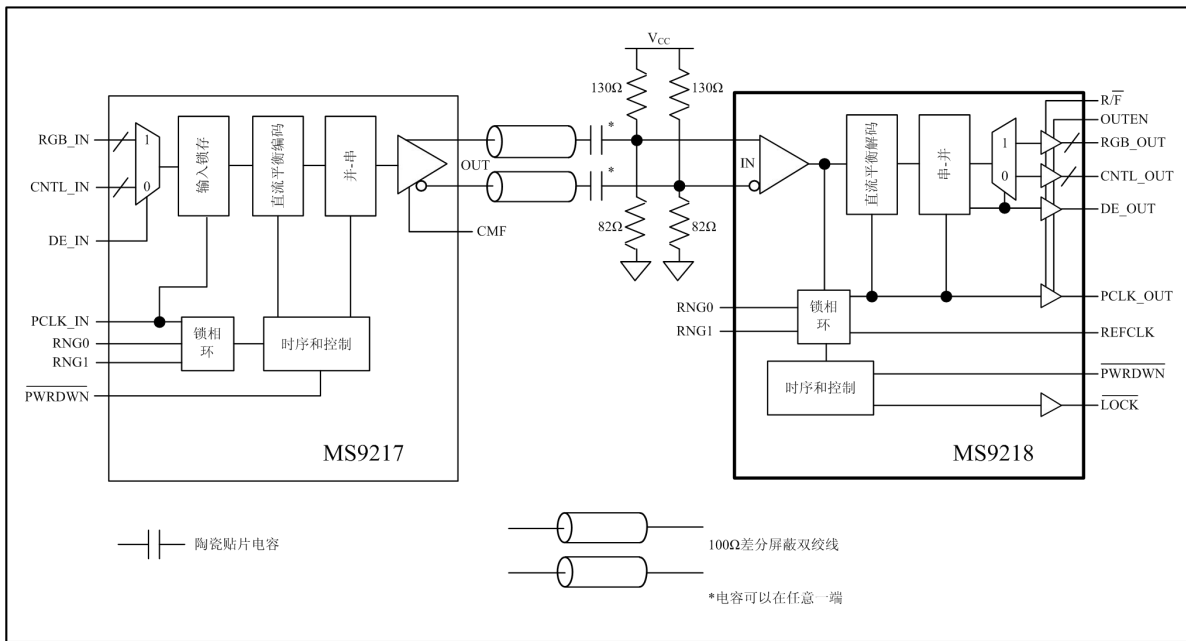 V_CC
130Ω
130Ω
*
*
82Ω
82Ω
RGB_IN
CNTL_IN
DE_IN
PCLK_IN
RNG0
RNG1
PWRDWN
1
0
输入锁存
直流平衡编码
并-串
OUT
CMF
锁相环
时序和控制
MS9217
IN
直流平衡解码
串-并
1
0
R/F
OUTEN
RGB_OUT
CNTL_OUT
DE_OUT
PCLK_OUT
REFCLK
PWRDWN
LOCK
RNG0
RNG1
锁相环
时序和控制
MS9218
陶瓷贴片电容
100Ω差分屏蔽双绞线
*电容可以在任意一端